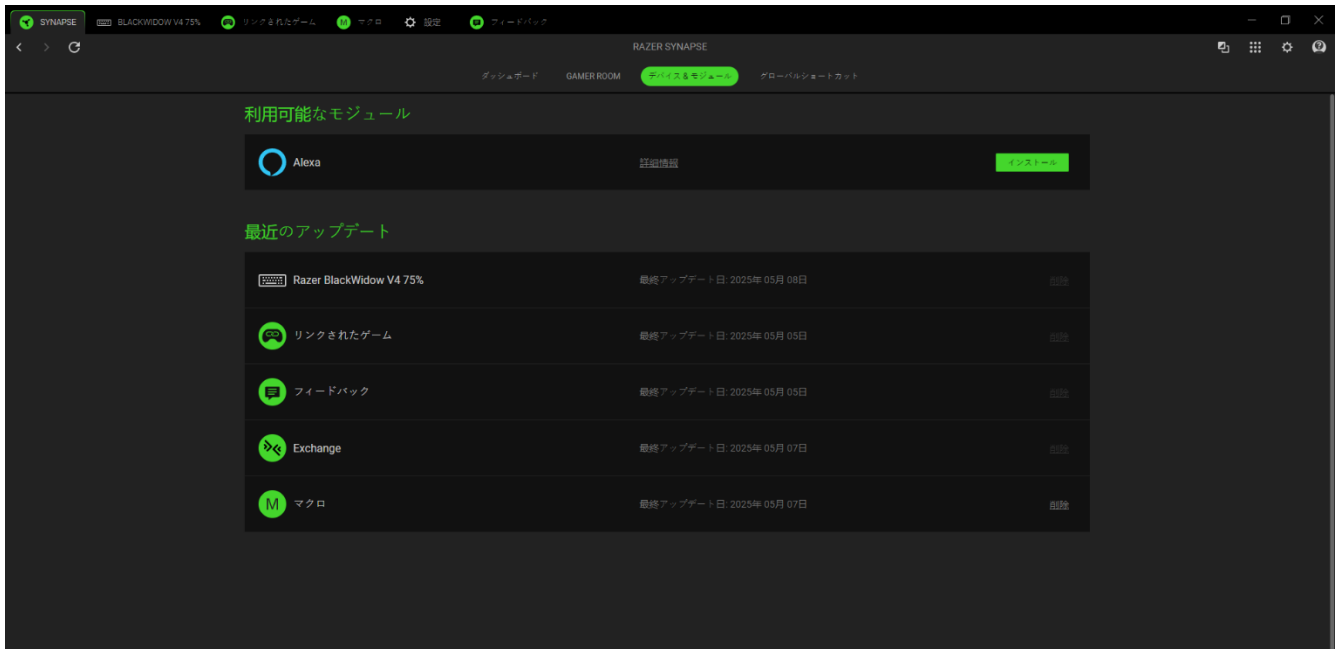 SYNAPSE BLACKWIDOW V4 75% リンクされたゲーム M マクロ 設定 フィードバック
RAZER SYNAPSE
ダッシュボード GAMER ROOM デバイス&モジュール グローバルショートカット
利用可能なモジュール
Alexa 詳細情報 インストール
最近のアップデート
Razer BlackWidow V4 75% 最終アップデート日: 2025年 05月 08日 削除
リンクされたゲーム 最終アップデート日: 2025年 05月 05日 削除
フィードバック 最終アップデート日: 2025年 05月 05日 削除
Exchange 最終アップデート日: 2025年 05月 07日 削除
M マクロ 最終アップデート日: 2025年 05月 07日 削除